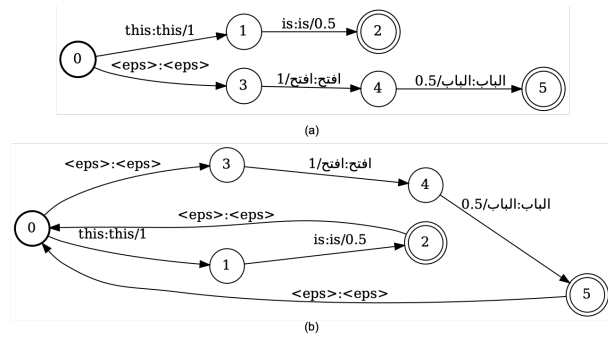 this:this/1
1
is:is/0.5
2
0
<eps>:<eps>
3
افتح:افتح/1
4
الباب:الباب/0.5
5
(a)
<eps>:<eps>
3
افتح:افتح/1
4
الباب:الباب/0.5
0
<eps>:<eps>
this:this/1
is:is/0.5
2
1
<eps>:<eps>
5
(b)